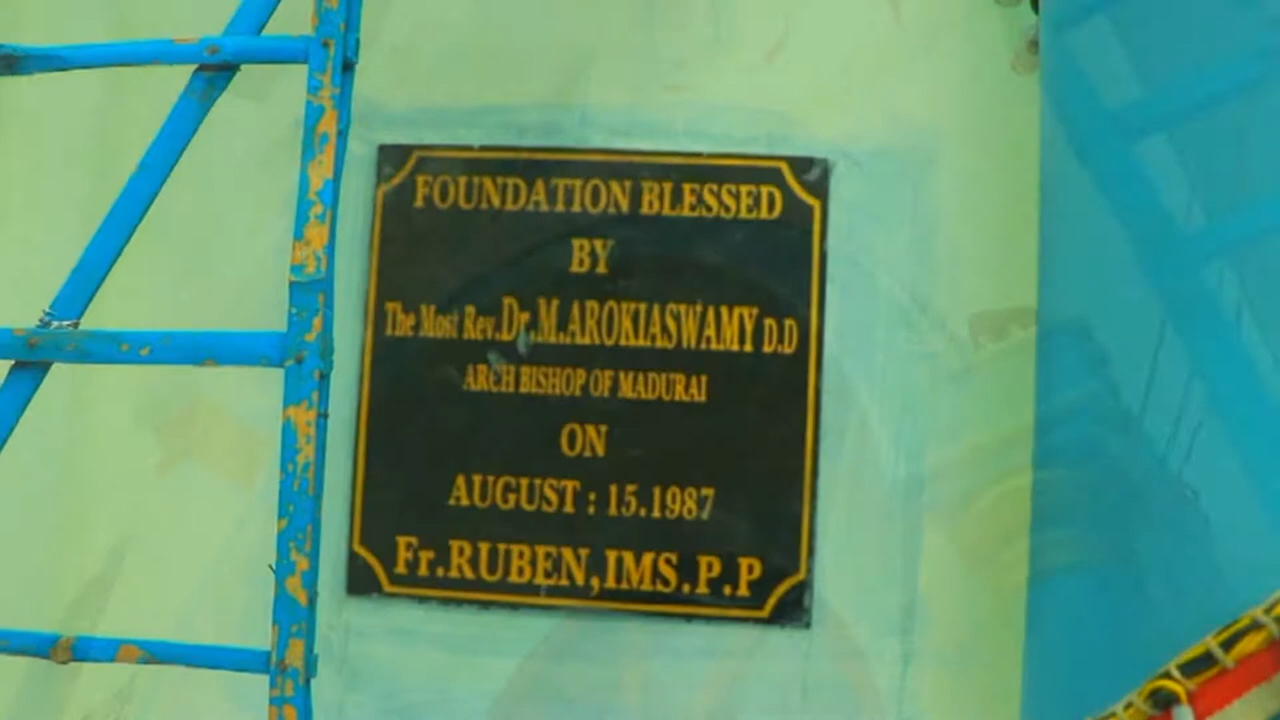 FOUNDATION BLESSED
BY
The Most Rev.Dr.M.AROKIASWAMY D.D
ARCH BISHOP OF MADURAI
ON
AUGUST : 15.1987
Fr.RUBEN,IMS.P.P